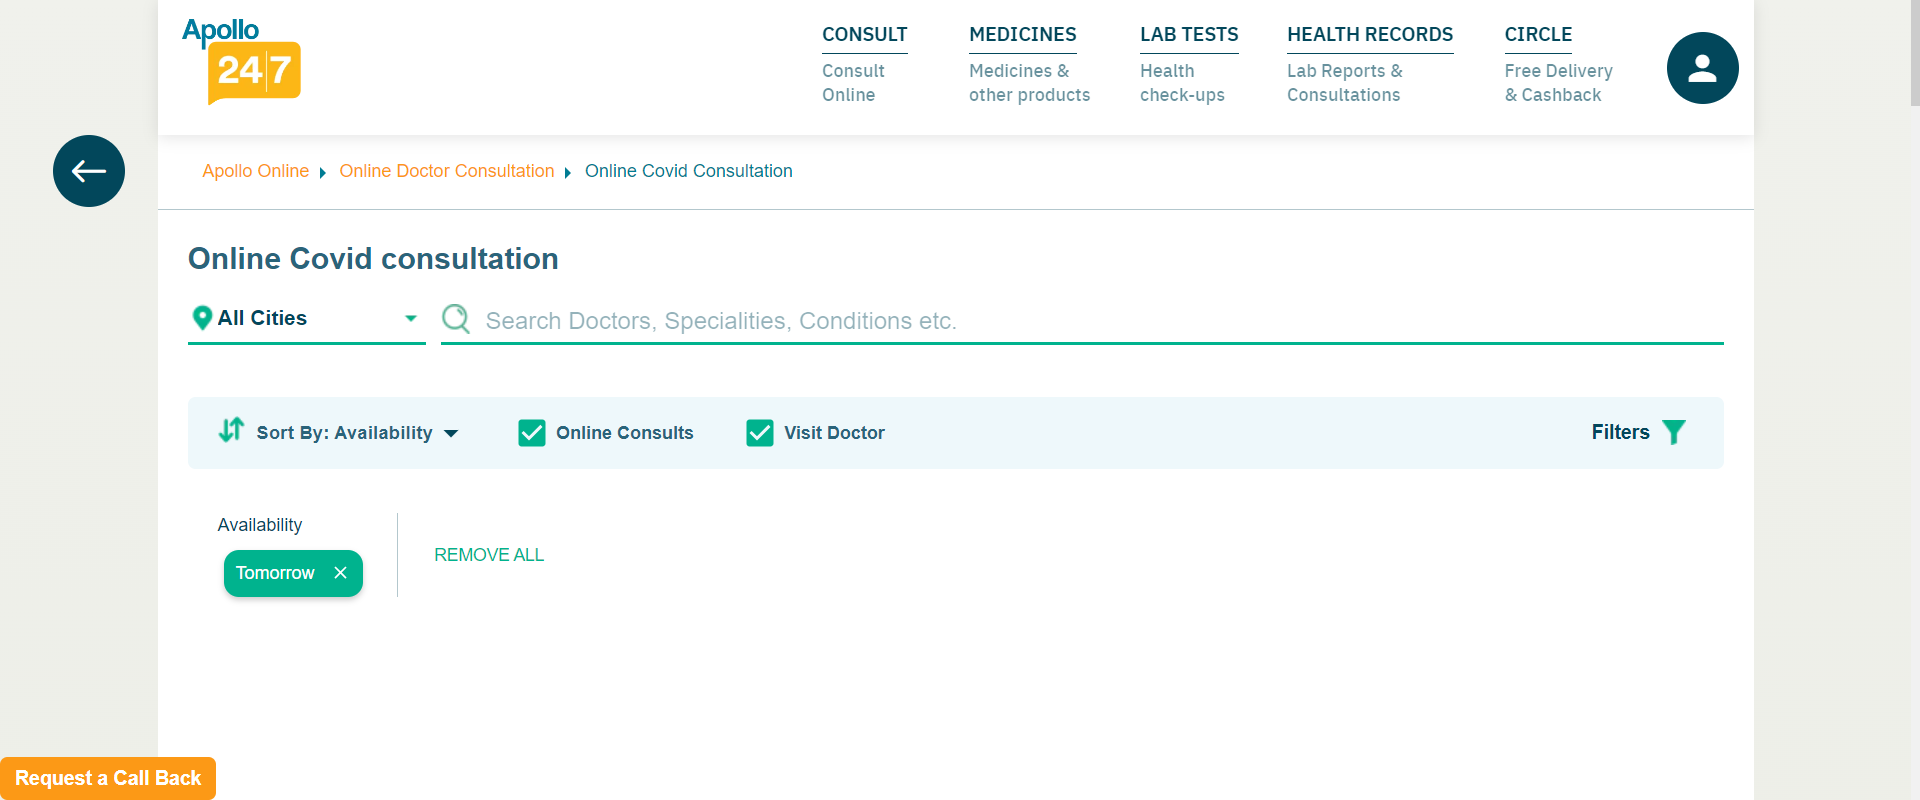 Apollo
24|7
CONSULT
Consult
Online
MEDICINES
Medicines &
other products
LAB TESTS
Health
check-ups
HEALTH RECORDS
Lab Reports &
Consultations
CIRCLE
Free Delivery
& Cashback
Apollo Online
Online Doctor Consultation
Online Covid Consultation
Online Covid consultation
All Cities
Search Doctors, Specialities, Conditions etc.
Sort By: Availability
Online Consults
Visit Doctor
Filters
Availability
Tomorrow
REMOVE ALL
Request a Call Back